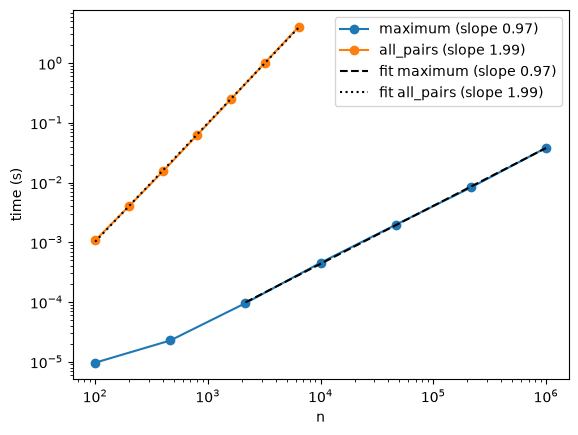 maximum (slope 0.97)
all_pairs (slope 1.99)
fit maximum (slope 0.97)
fit all_pairs (slope 1.99)
time (s)
10⁰
10⁻¹
10⁻²
10⁻³
10⁻⁴
10⁻⁵
10² 10³ 10⁴ 10⁵ 10⁶
n